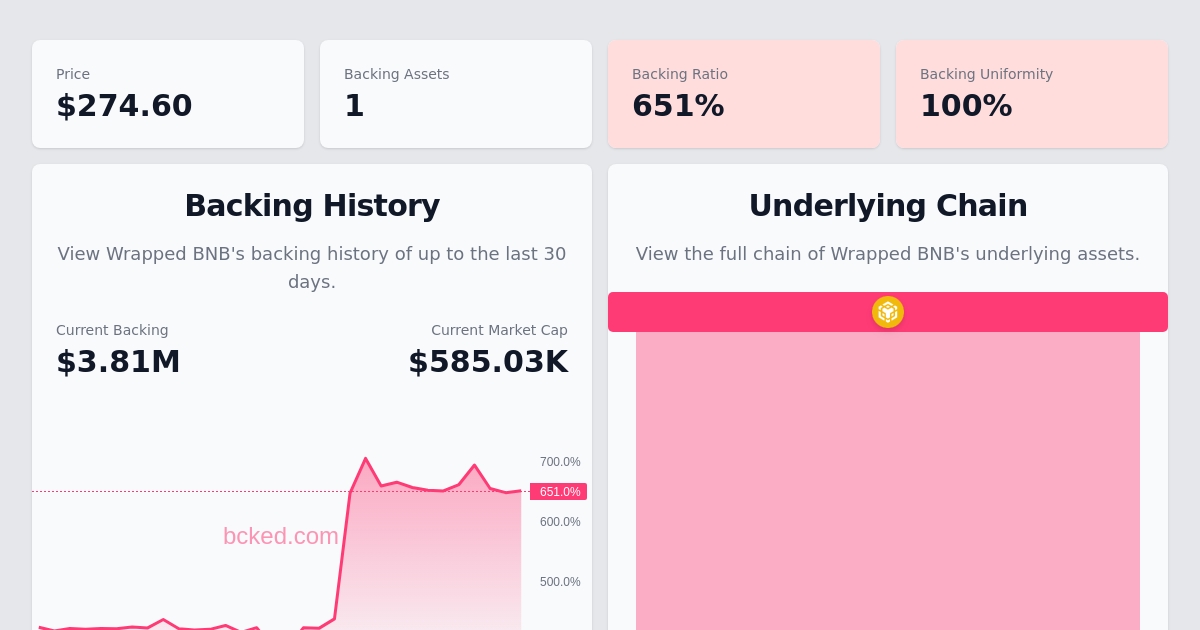 Price
$274.60
Backing Assets
1
Backing Ratio
651%
Backing Uniformity
100%
Backing History
View Wrapped BNB's backing history of up to the last 30
days.
Current Backing
$3.81M
Current Market Cap
$585.03K
700.0%
651.0%
600.0%
500.0%
bcked.com
Underlying Chain
View the full chain of Wrapped BNB's underlying assets.